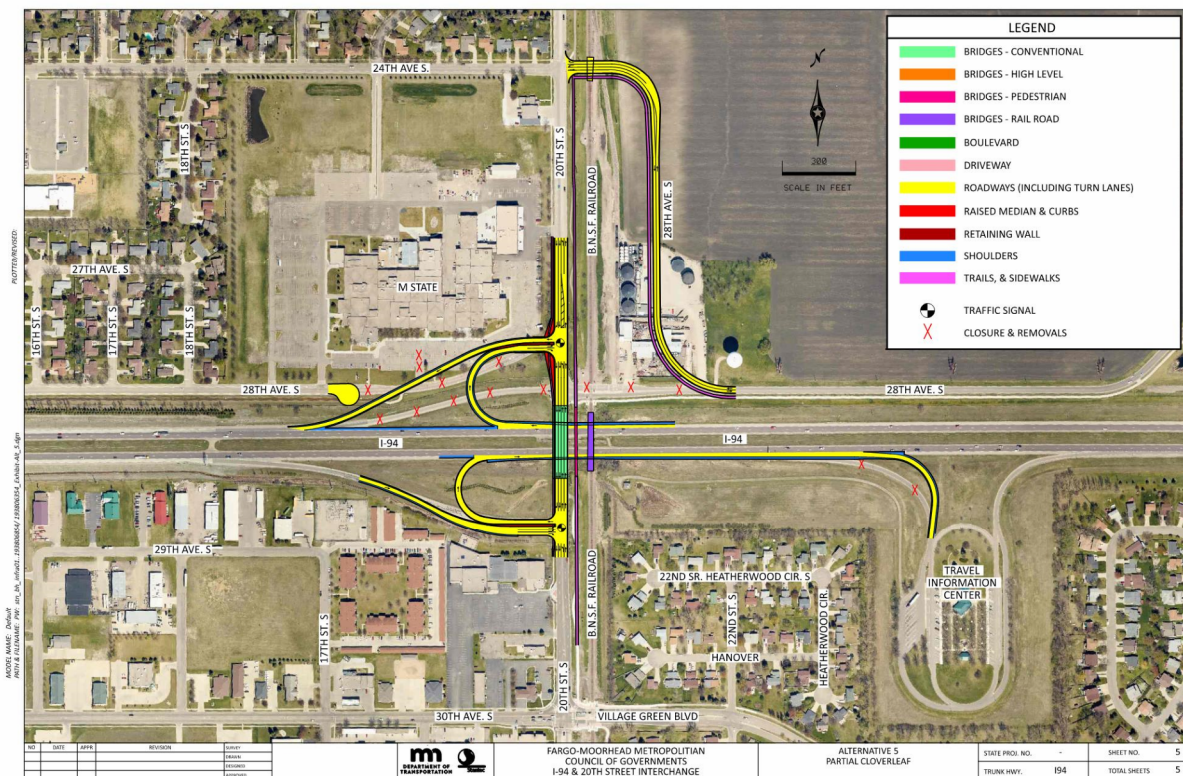 LEGEND
BRIDGES - CONVENTIONAL
BRIDGES - HIGH LEVEL
BRIDGES - PEDESTRIAN
BRIDGES - RAIL ROAD
BOULEVARD
DRIVEWAY
ROADWAYS (INCLUDING TURN LANES)
RAISED MEDIAN & CURBS
RETAINING WALL
SHOULDERS
TRAILS, & SIDEWALKS
TRAFFIC SIGNAL
CLOSURE & REMOVALS
N
SCALE IN FEET
24TH AVE S.
18TH ST. S
20TH ST. S
B.N.S.F. RAILROAD
28TH AVE. S
27TH AVE. S
M STATE
16TH ST. S
17TH ST. S
18TH ST. S
28TH AVE. S
28TH AVE. S
I-94
I-94
29TH AVE. S
17TH ST. S
22ND SR. HEATHERWOOD CIR. S
22ND ST. S
HANOVER
HEATHERWOOD CIR.
TRAVEL
INFORMATION
CENTER
20TH ST. S
B.N.S.F. RAILROAD
30TH AVE. S
VILLAGE GREEN BLVD
PLOTTED/REVISED:
MODEL NAME: Default
NO
DATE
APPR
REVISION
SURVEY
DRAWN
DESIGNED
APPROVED
DEPARTMENT OF
TRANSPORTATION
FARGO-MOORHEAD METROPOLITIAN
COUNCIL OF GOVERNMENTS
I-94 & 20TH STREET INTERCHANGE
ALTERNATIVE 5
PARTIAL CLOVERLEAF
STATE PROJ. NO. -
SHEET NO. 5
TRUNK HWY. I94
TOTAL SHEETS 5